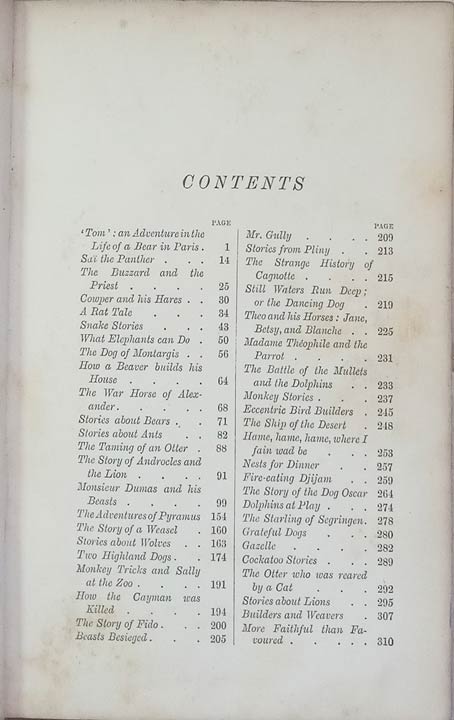 CONTENTS
PAGE
'Tom': an Adventure in the
Life of a Bear in Paris . 1
Saï the Panther . . . 14
The Buzzard and the
Priest . . . . 25
Cowper and his Hares . . 30
A Rat Tale . . . 34
Snake Stories . . . 43
What Elephants can Do . 50
The Dog of Montargis . . 56
How a Beaver builds his
House . . . . 64
The War Horse of Alex-
ander . . . . . 68
Stories about Bears . . 71
Stories about Ants . . 82
The Taming of an Otter . 88
The Story of Androcles and
the Lion . . . . 91
Monsieur Dumas and his
Beasts . . . . 99
The Adventures of Pyramus 154
The Story of a Weasel . 160
Stories about Wolves . . 163
Two Highland Dogs . . 174
Monkey Tricks and Sally
at the Zoo . . . . 191
How the Cayman was
Killed . . . . 194
The Story of Fido . . . 200
Beasts Besieged . . . 205
PAGE
Mr. Gully . . . . 209
Stories from Pliny . . 213
The Strange History of
Cagnotte . . . . 215
Still Waters Run Deep;
or the Dancing Dog . 219
Theo and his Horses: Jane,
Betsy, and Blanche . . 225
Madame Théophile and the
Parrot . . . . 231
The Battle of the Mullets
and the Dolphins . . 233
Monkey Stories . . . 237
Eccentric Bird Builders . 245
The Ship of the Desert . 248
Hame, hame, hame, where I
fain wad be . . . 253
Nests for Dinner . . 257
Fire-eating Djijam . . 259
The Story of the Dog Oscar 264
Dolphins at Play . . . 274
The Starling of Segringen . 278
Grateful Dogs . . . 280
Gazelle . . . . 282
Cockatoo Stories . . . 289
The Otter who was reared
by a Cat . . . 292
Stories about Lions . . 295
Builders and Weavers . 307
More Faithful than Fa-
voured . . . . . 310